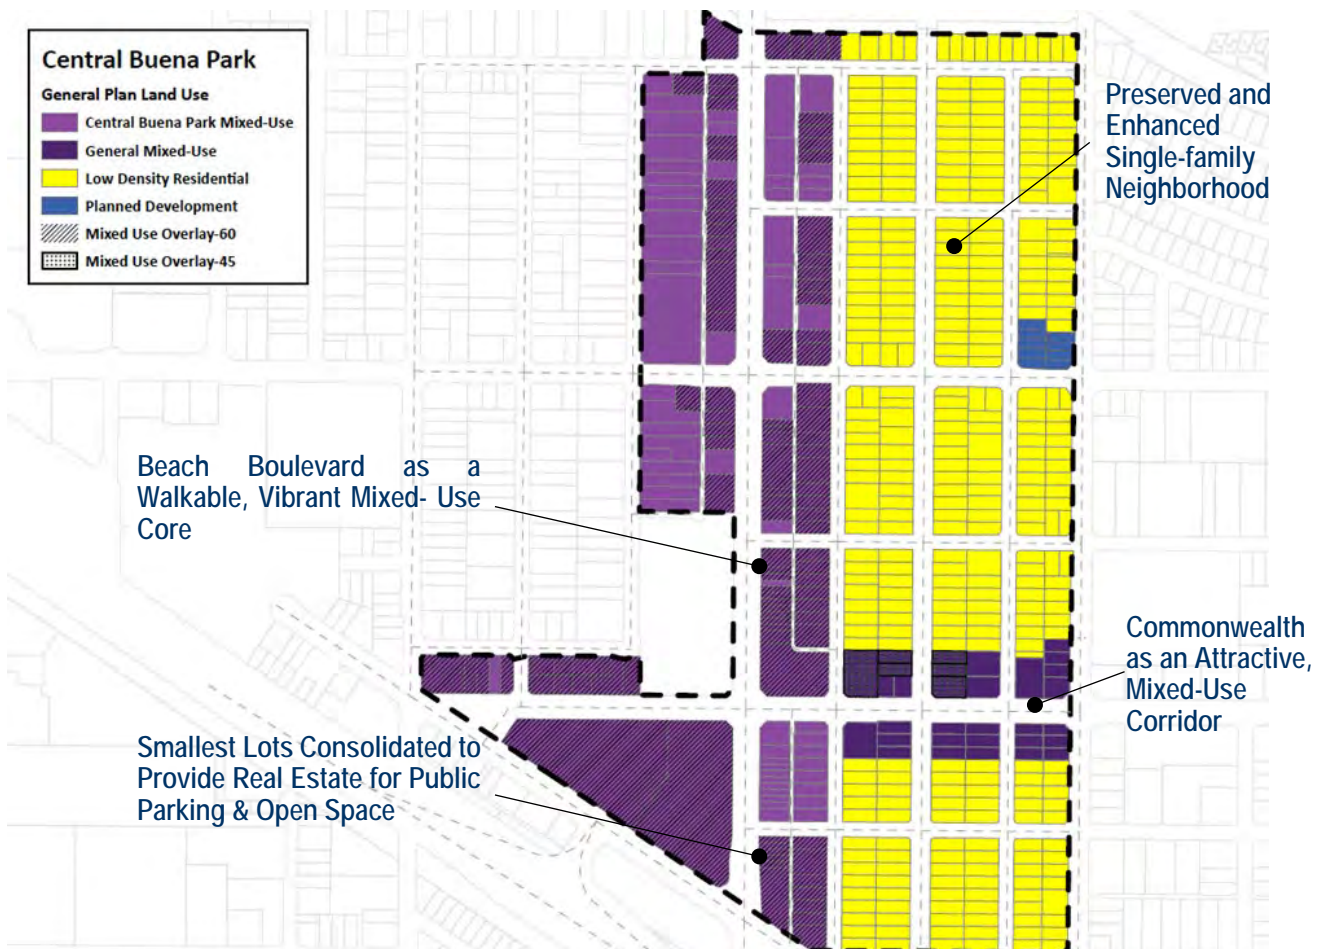 Central Buena Park
General Plan Land Use
Central Buena Park Mixed-Use
General Mixed-Use
Low Density Residential
Planned Development
Mixed Use Overlay-60
Mixed Use Overlay-45
Preserved and
Enhanced
Single-family
Neighborhood
Beach Boulevard as a
Walkable, Vibrant Mixed- Use
Core
Commonwealth
as an Attractive,
Mixed-Use
Corridor
Smallest Lots Consolidated to
Provide Real Estate for Public
Parking & Open Space